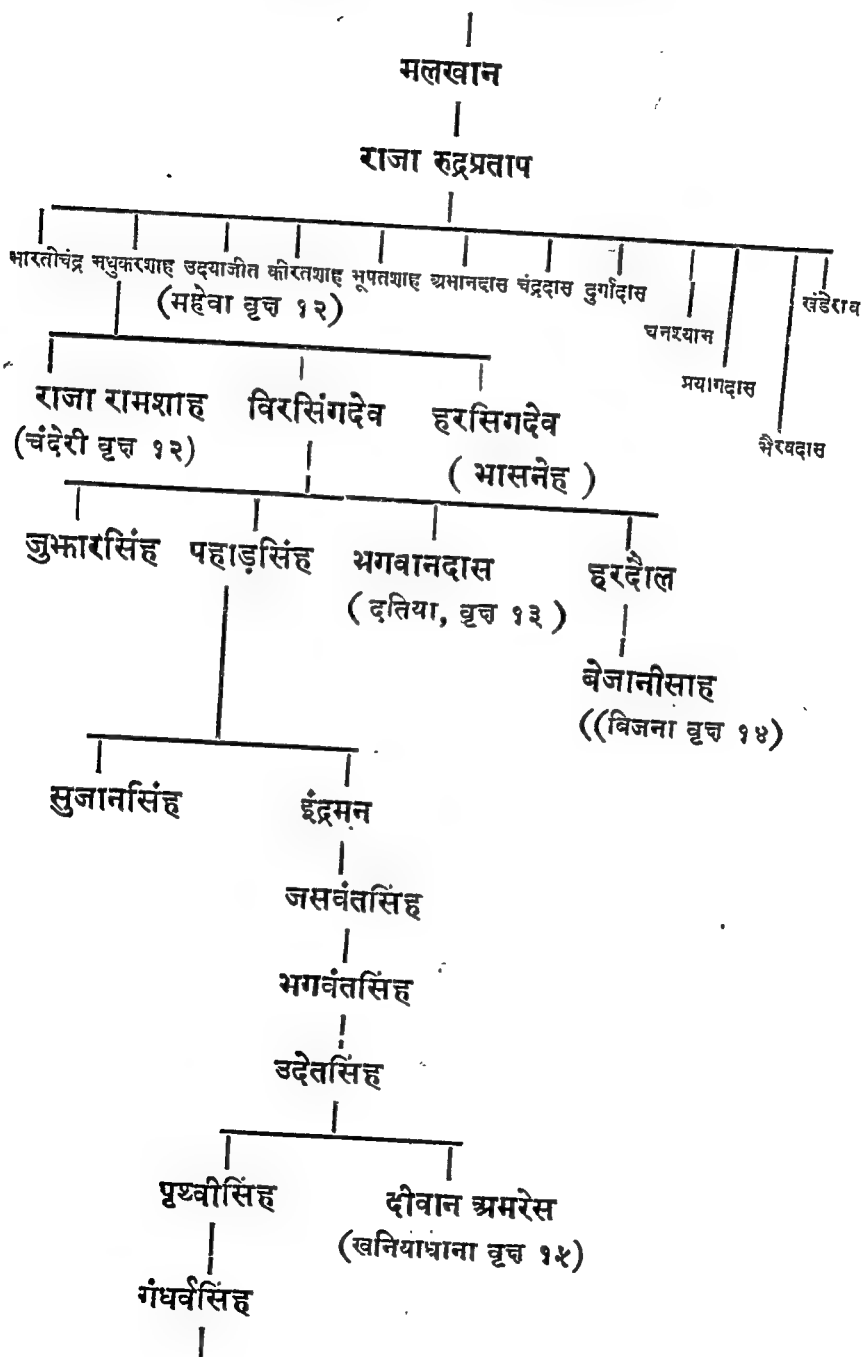 मलखान
राजा रुद्रप्रताप
भारतीचंद्र मधुकरशाह उदयाजीत कीरतशाह भूपतशाह अमानदास चंद्रदास दुर्गादास
घनश्याम
प्रयागदास
भैरवदास
खंडेराव
(महेवा वृक्ष १२)
राजा रामशाह विरसिंगदेव हरसिगदेव
(चंदेरी वृक्ष १२)
( भासनेह )
जुझारसिंह पहाड़सिंह भगवानदास हरदौल
( दतिया, वृक्ष १३ )
बेजानीसाह
((विजना वृक्ष १४)
सुजानसिंह इंद्रमन
जसवंतसिंह
भगवंतसिंह
उदेतसिंह
पृथ्वीसिंह दीवान अमरेस
(खनियाधाना वृक्ष १५)
गंधर्वसिंह